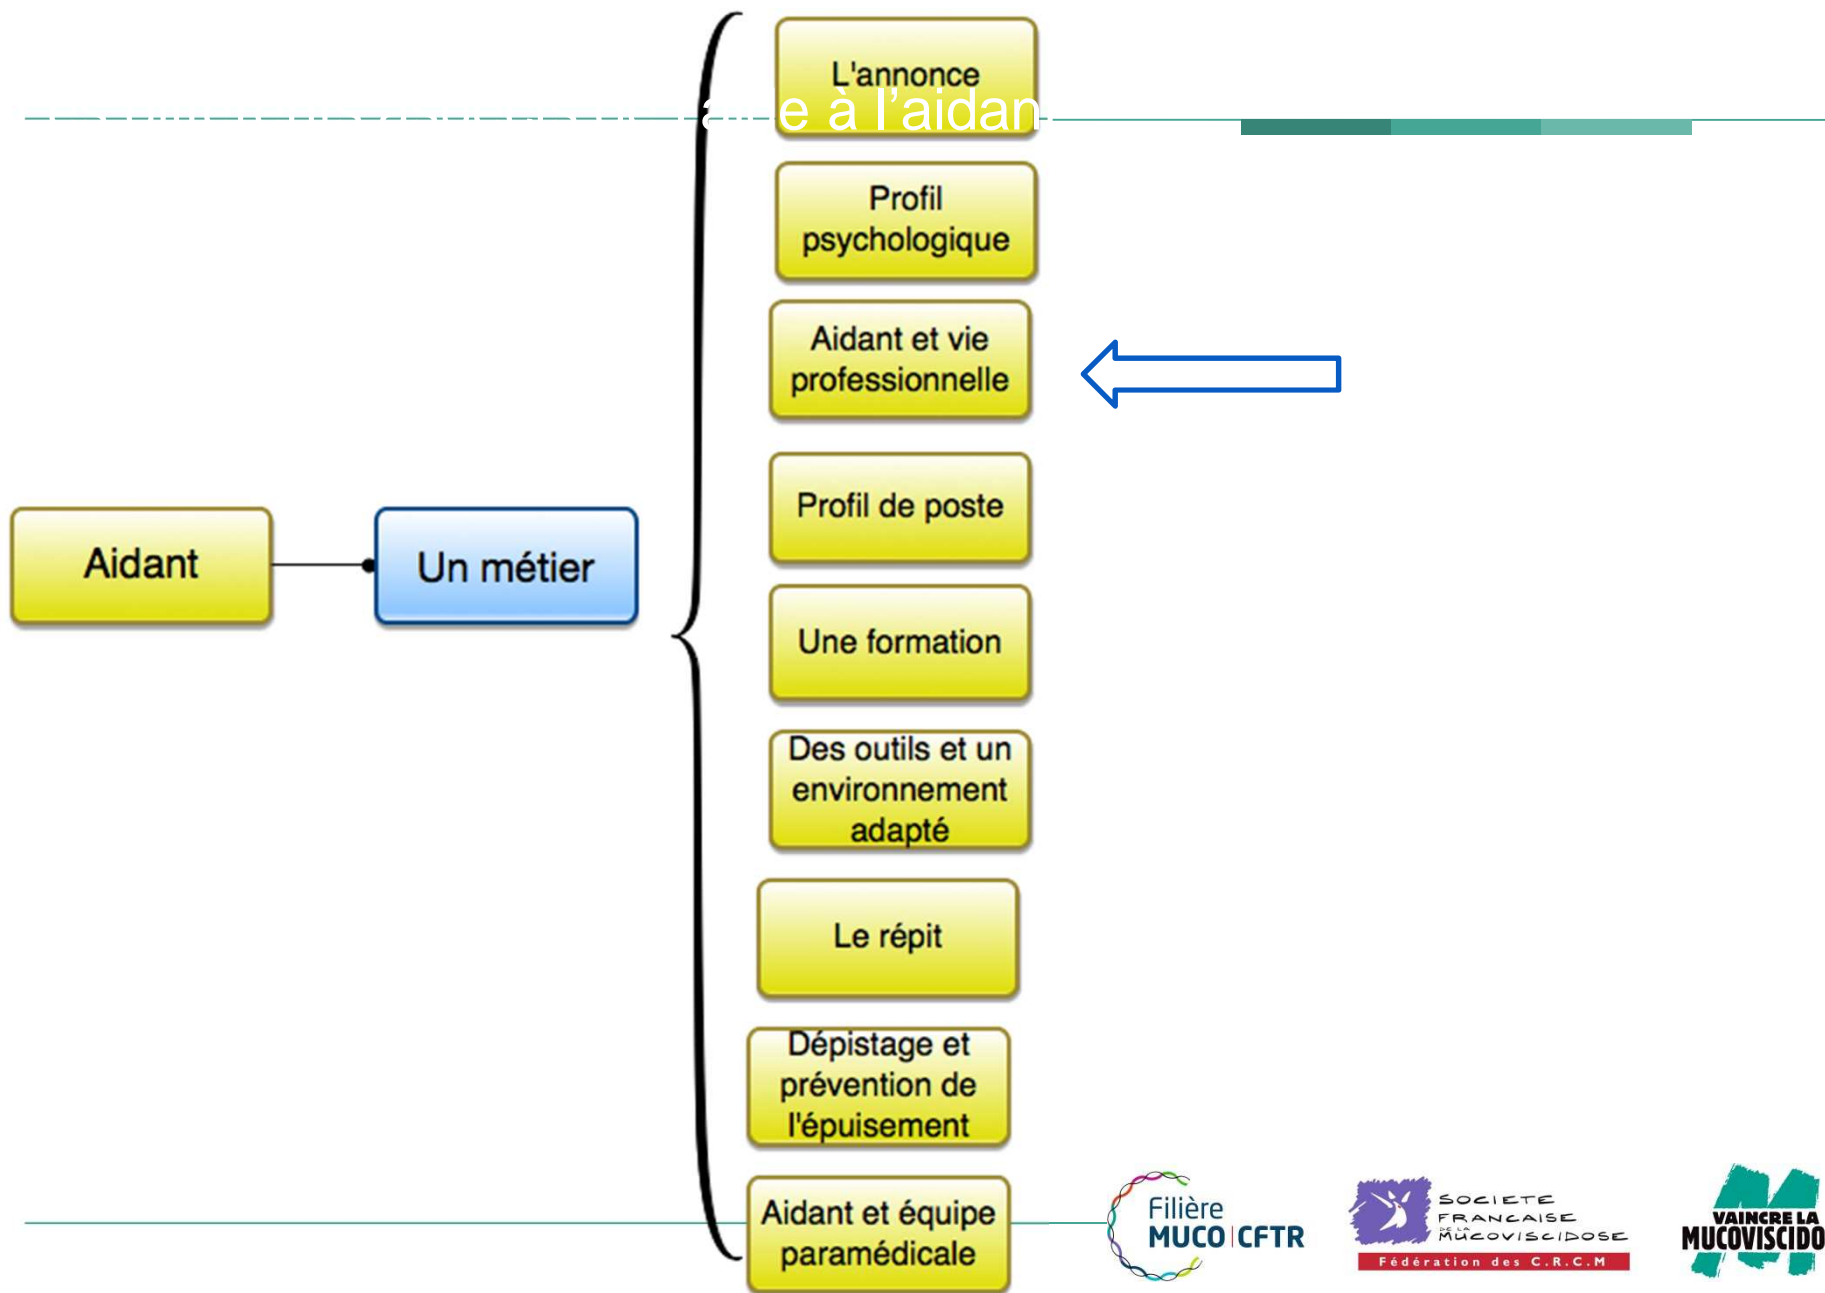 L'annonce
e à l'aidan
Profil
psychologique
Aidant et vie
professionnelle
Profil de poste
Aidant
Un métier
Une formation
Des outils et un
environnement
adapté
Le répit
Dépistage et
prévention de
l'épuisement
Aidant et équipe
paramédicale
Filière
MUCO CFTR
SOCIETE
FRANCAISE
DE LA
MUCOVISCIDOSE
Fédération des C.R.C.M
VAINCRE LA
MUCOVISCIDO